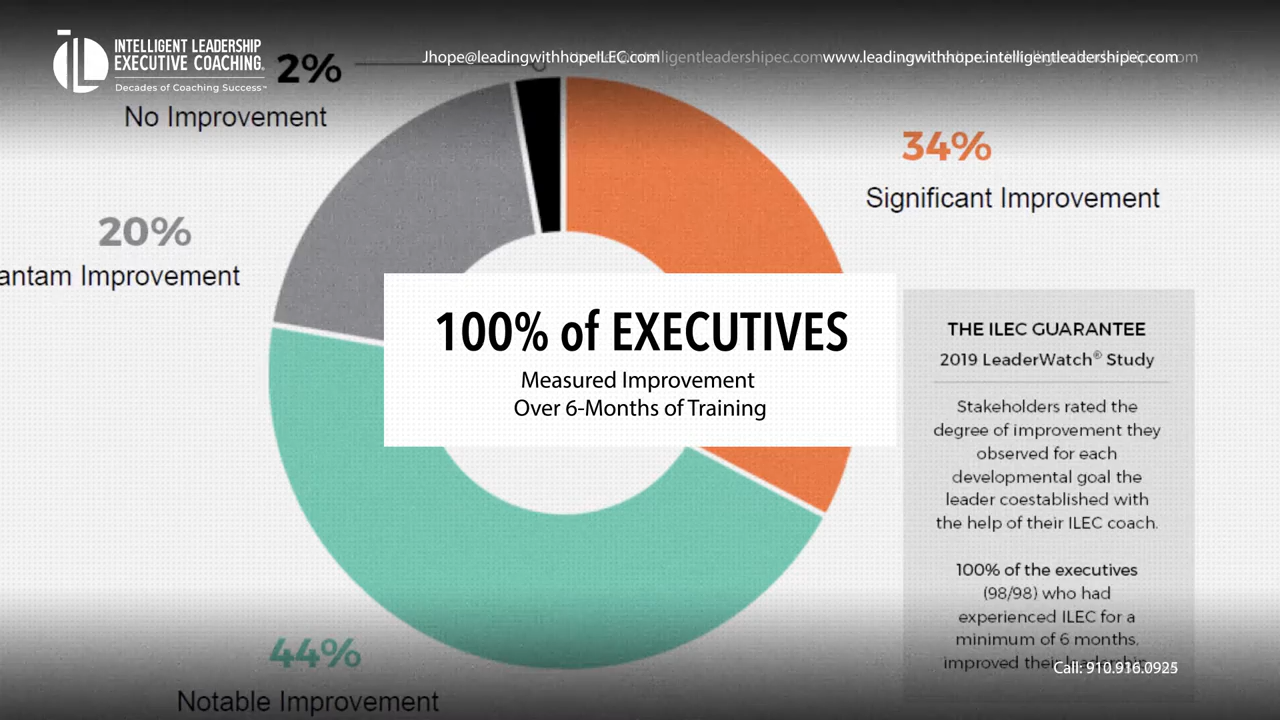 INTELLIGENT LEADERSHIP
EXECUTIVE COACHING.
Decades of Coaching Success™
Jhope@leadingwithhopeILEC.com
www.leadingwithhope.intelligentleadershipec.com
2%
No Improvement
34%
Significant Improvement
20%
antam Improvement
100% of EXECUTIVES
Measured Improvement
Over 6-Months of Training
THE ILEC GUARANTEE
2019 LeaderWatch® Study
Stakeholders rated the
degree of improvement they
observed for each
developmental goal the
leader coestablished with
the help of their ILEC coach.
100% of the executives
(98/98) who had
experienced ILEC for a
minimum of 6 months,
improved their
Call: 910.936.0925
44%
Notable Improvement